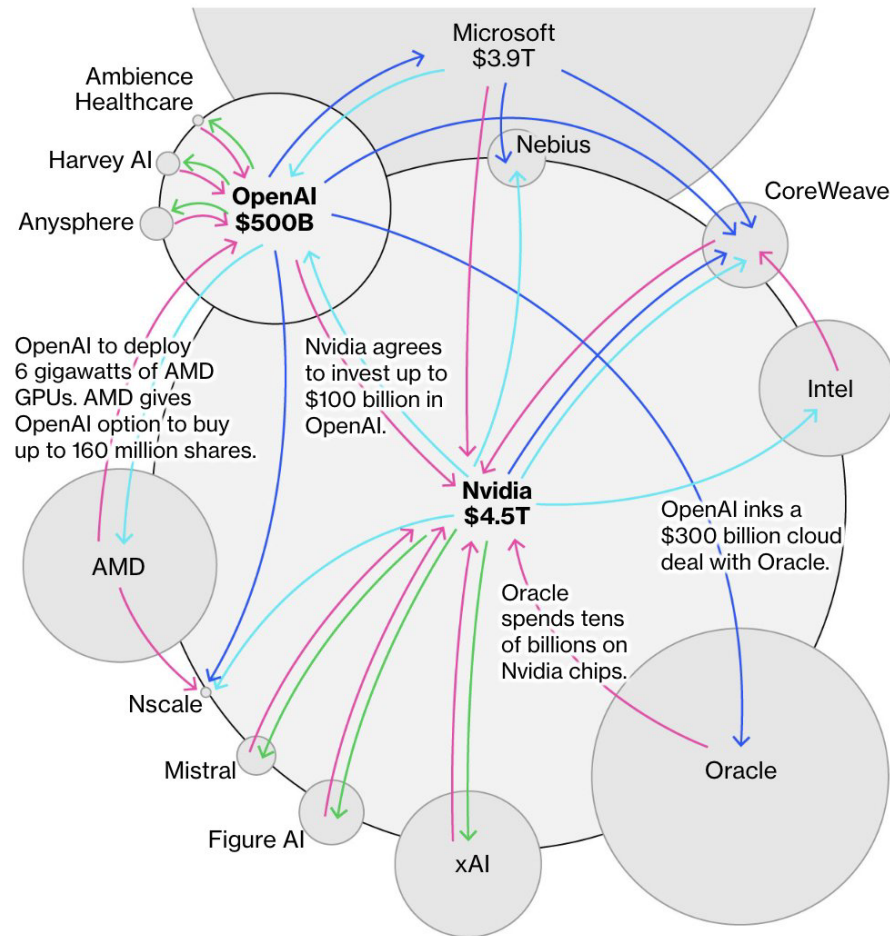 Microsoft
$3.9T
Ambience
Healthcare
Harvey AI
Anysphere
OpenAI
$500B
Nebius
CoreWeave
OpenAI to deploy
6 gigawatts of AMD
GPUs. AMD gives
OpenAI option to buy
up to 160 million shares.
Nvidia agrees
to invest up to
$100 billion in
OpenAI.
Intel
Nvidia
$4.5T
OpenAI inks a
$300 billion cloud
deal with Oracle.
AMD
Oracle
spends tens
of billions on
Nvidia chips.
Nscale
Mistral
Figure AI
xAI
Oracle